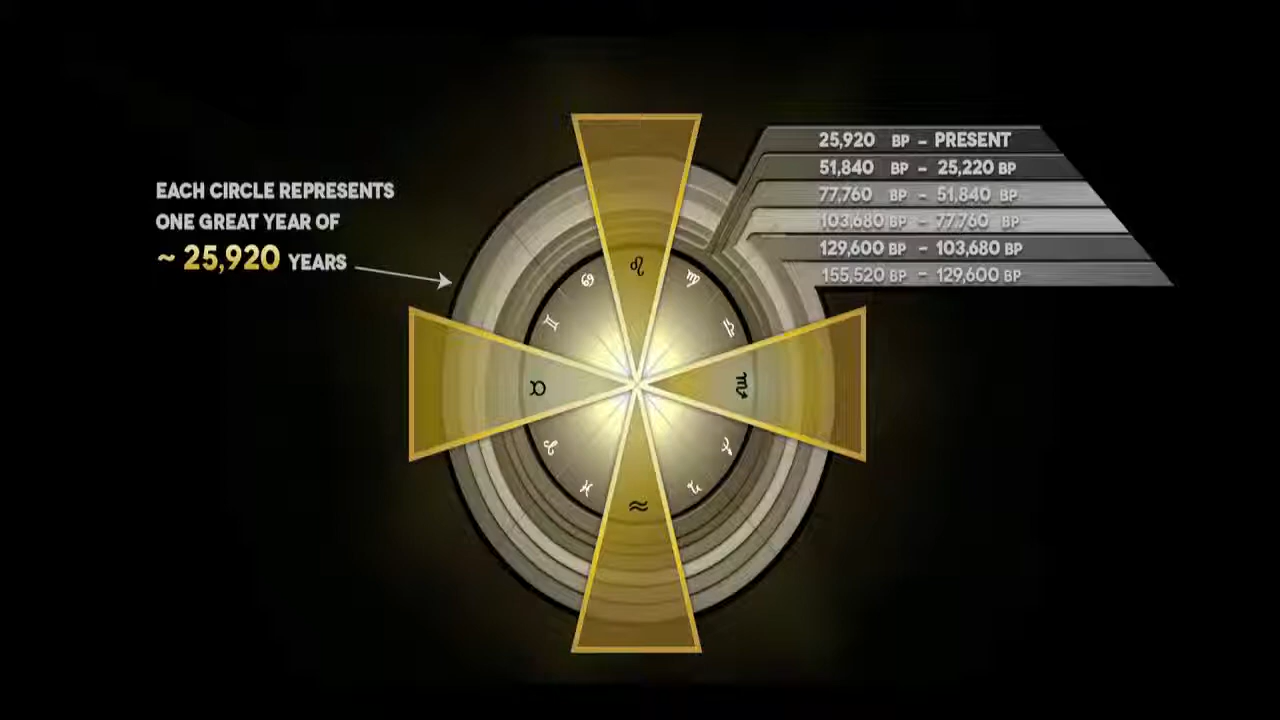 EACH CIRCLE REPRESENTS
ONE GREAT YEAR OF
~ 25,920 YEARS
25,920 BP – PRESENT
51,840 BP – 25,220 BP
77,760 BP – 51,840 BP
103,680 BP – 77,760 BP
129,600 BP – 103,680 BP
155,520 BP – 129,600 BP
♌
♋ ♍
♊ ♎
♉ ♏
♈ ♐
♓ ♑
♒